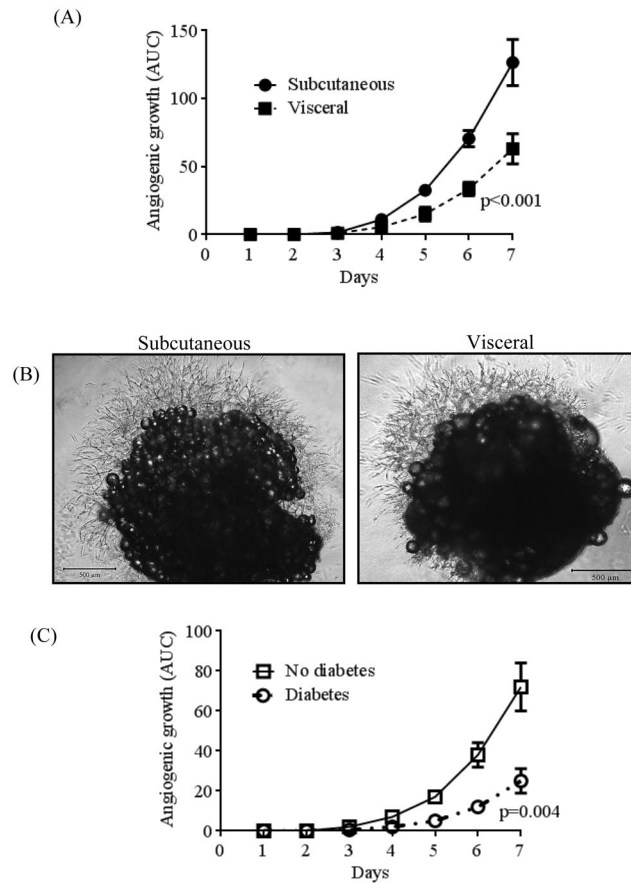 (A)
Angiogenic growth (AUC)
150
100
50
0
Subcutaneous
Visceral
p<0.001
0 1 2 3 4 5 6 7
Days
Subcutaneous Visceral
(B)
500 µm 500 µm
(C)
Angiogenic growth (AUC)
100
80
60
40
20
0
No diabetes
Diabetes
p=0.004
0 1 2 3 4 5 6 7
Days